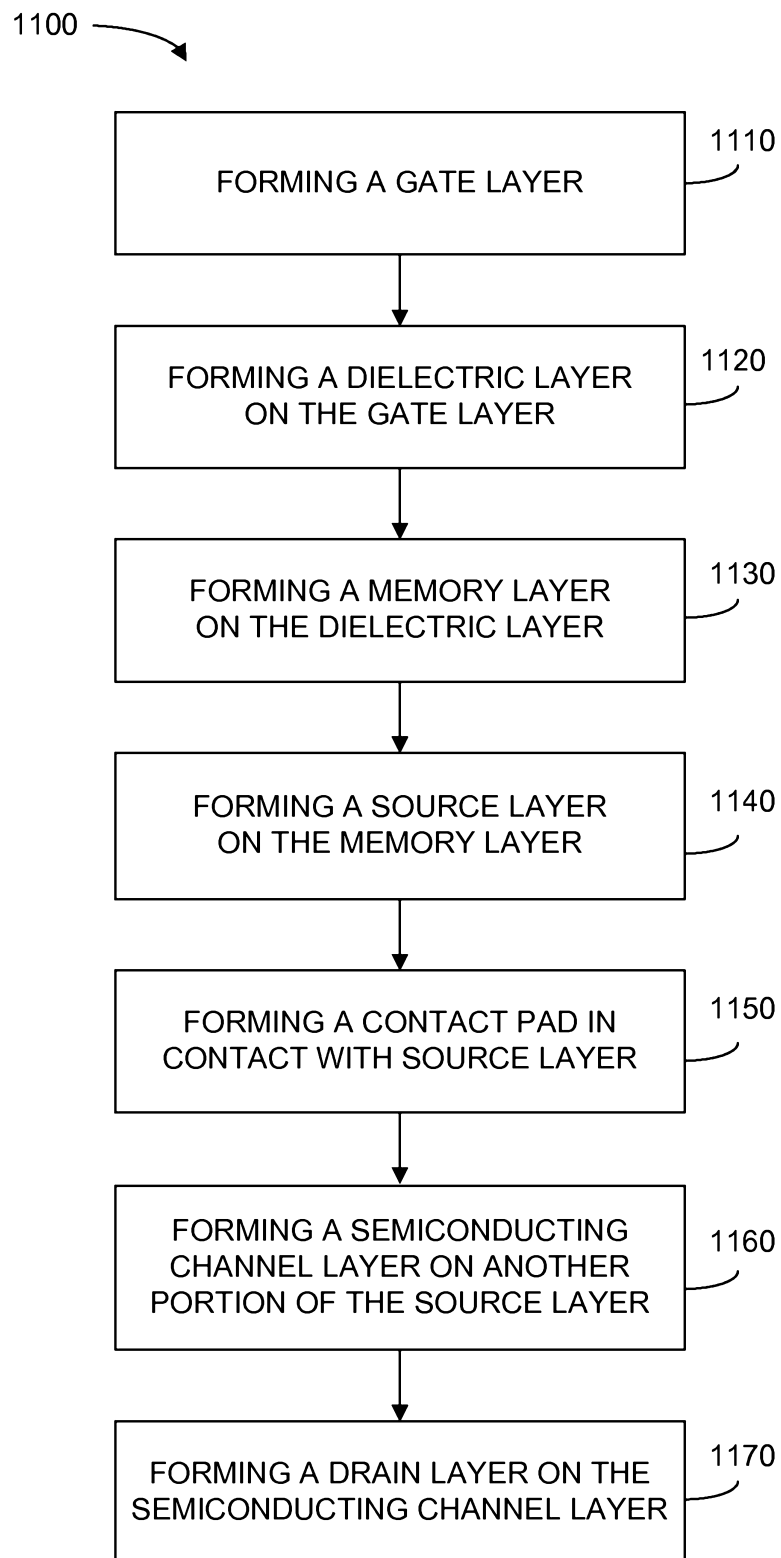 1100
1110
FORMING A GATE LAYER
1120
FORMING A DIELECTRIC LAYER
ON THE GATE LAYER
1130
FORMING A MEMORY LAYER
ON THE DIELECTRIC LAYER
1140
FORMING A SOURCE LAYER
ON THE MEMORY LAYER
1150
FORMING A CONTACT PAD IN
CONTACT WITH SOURCE LAYER
1160
FORMING A SEMICONDUCTING
CHANNEL LAYER ON ANOTHER
PORTION OF THE SOURCE LAYER
1170
FORMING A DRAIN LAYER ON THE
SEMICONDUCTING CHANNEL LAYER